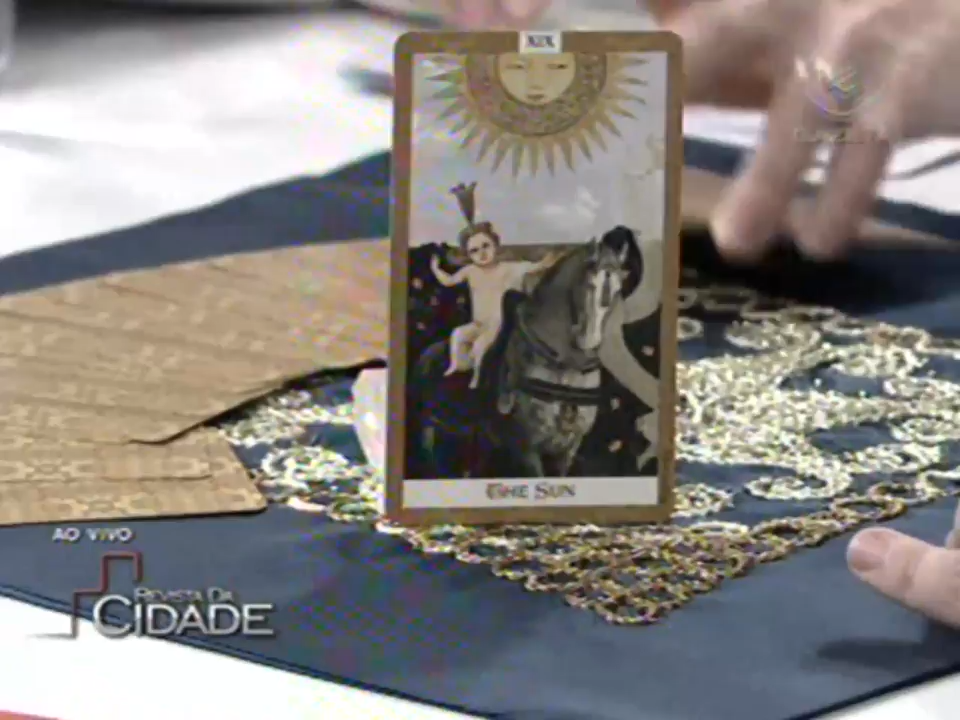 XIX
THE SUN
AO VIVO
REVISTA DA
CIDADE